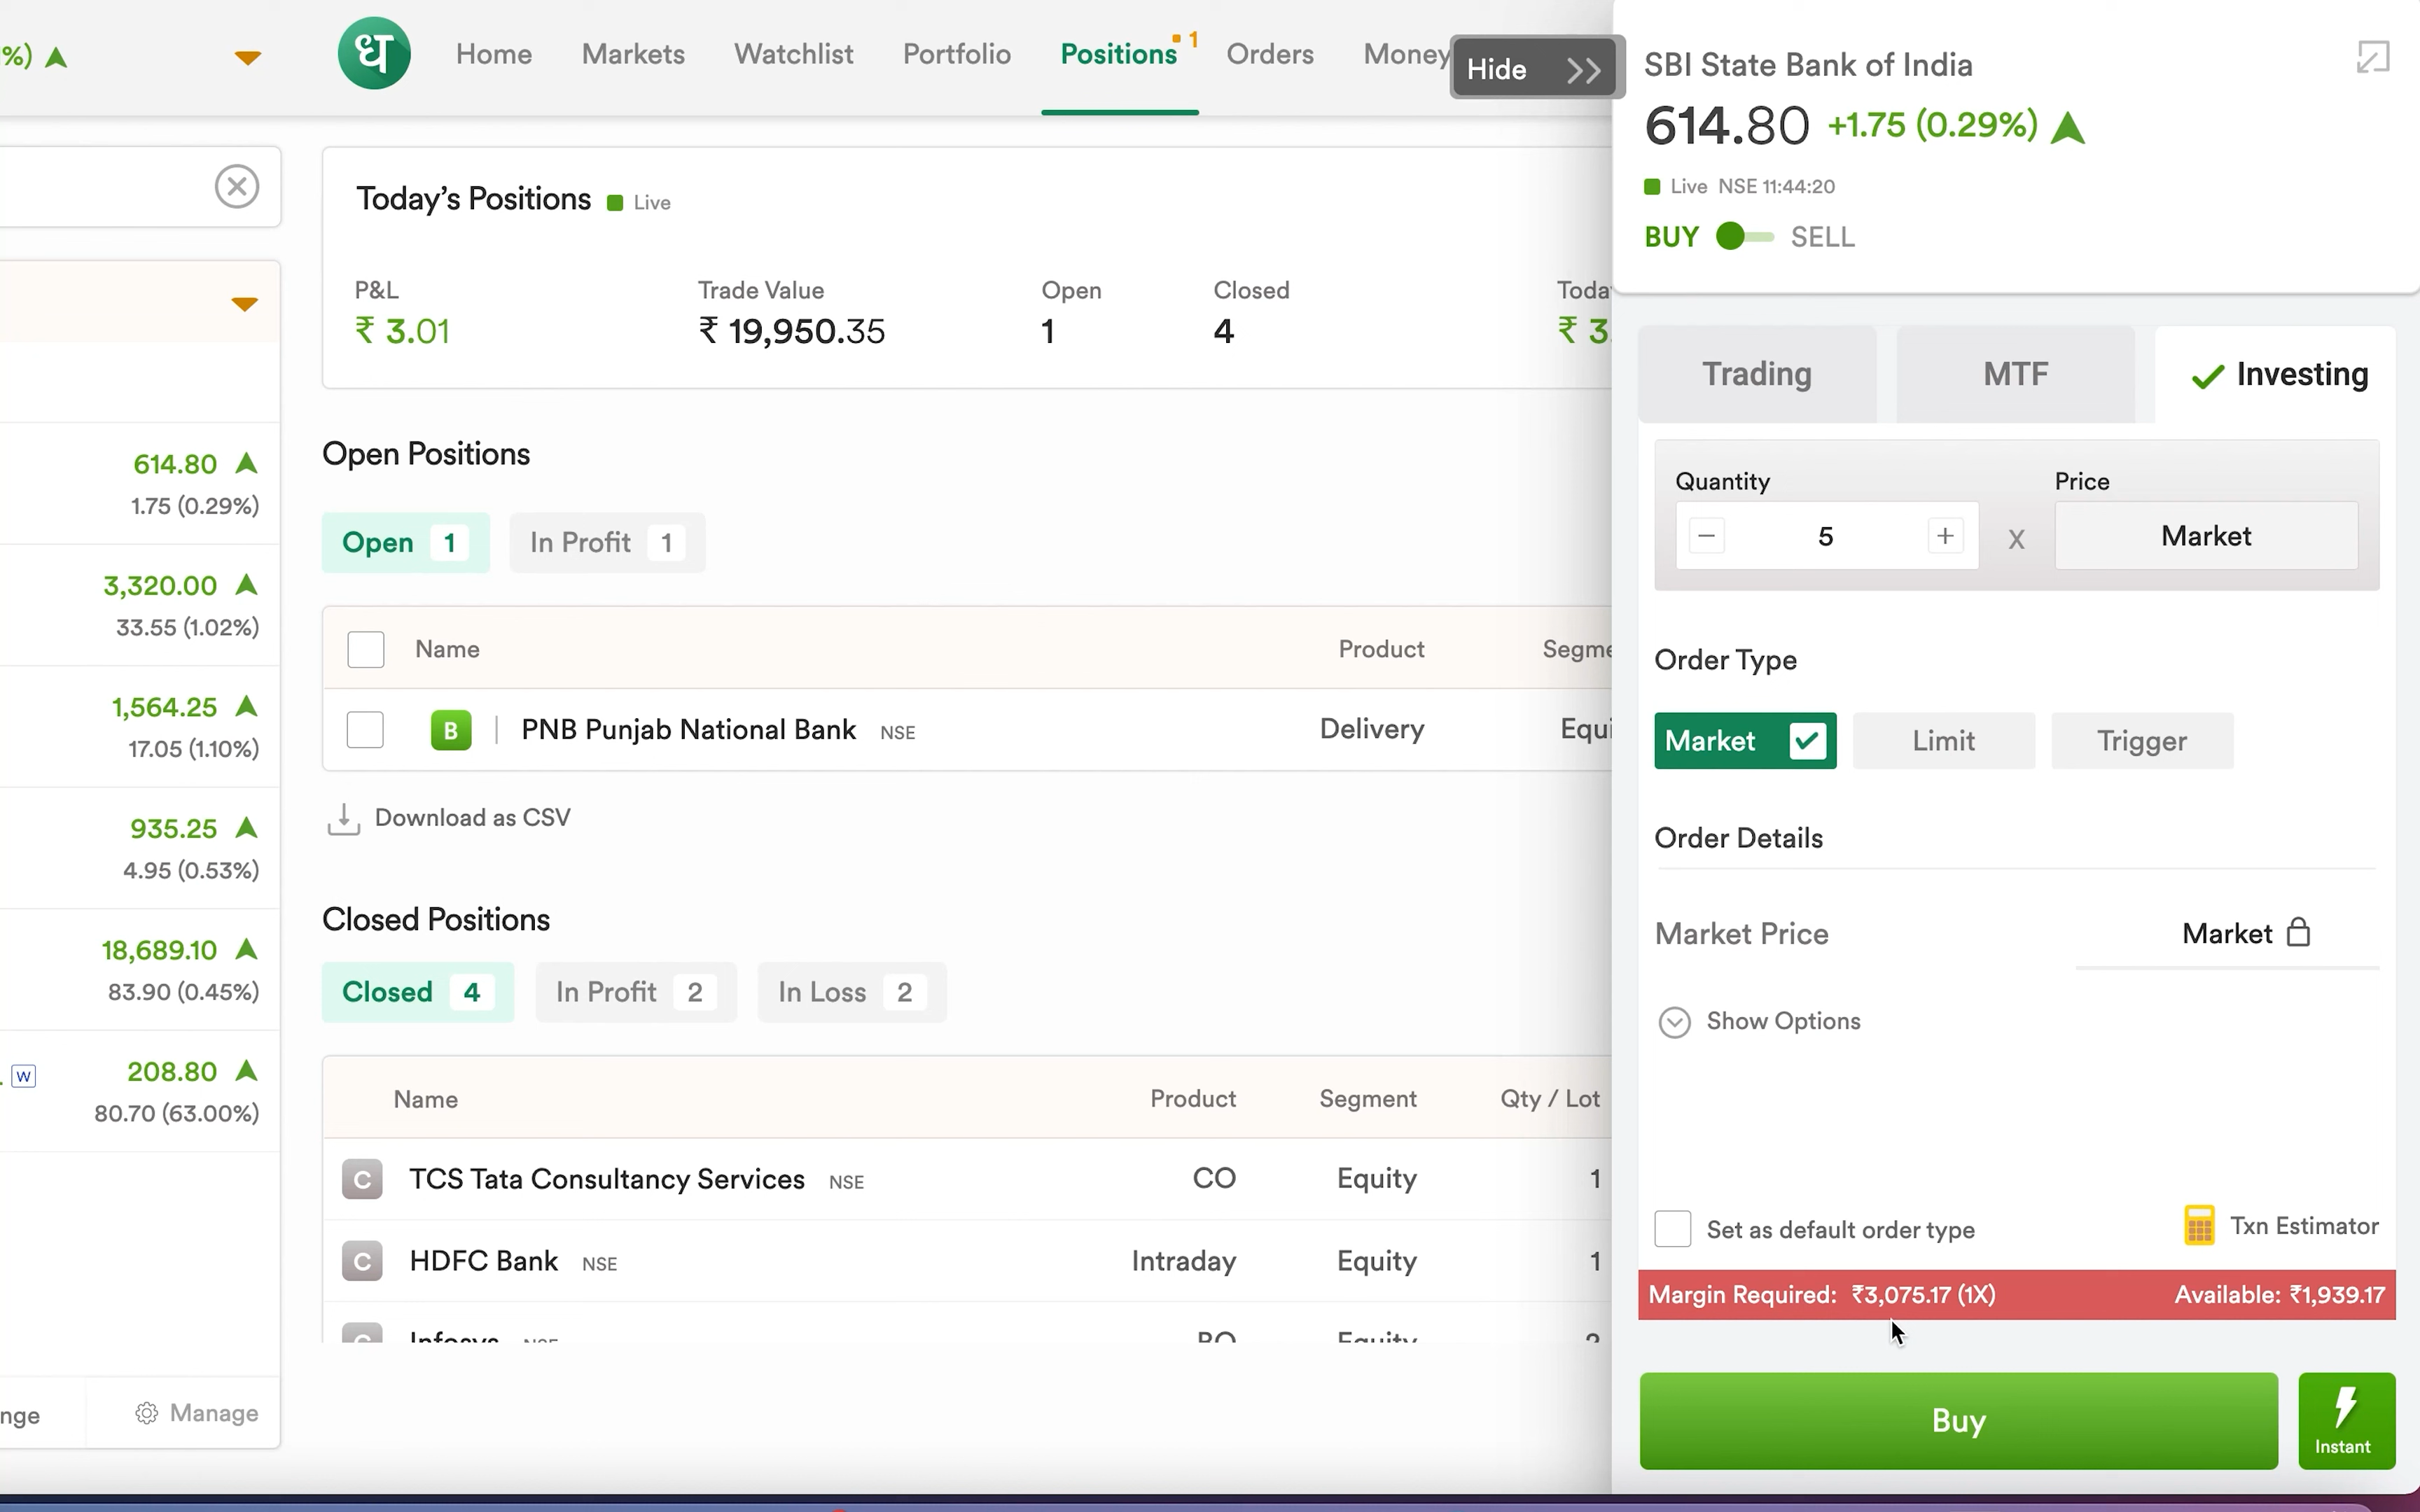 %)
ध
Home
Markets
Watchlist
Portfolio
Positions
1
Orders
Money
Hide
SBI State Bank of India
614.80 +1.75 (0.29%)
Live NSE 11:44:20
BUY SELL
Today's Positions Live
P&L Trade Value Open Closed Toda
₹ 3.01 ₹ 19,950.35 1 4 ₹ 3.
Trading
MTF
Investing
614.80
1.75 (0.29%)
3,320.00
33.55 (1.02%)
1,564.25
17.05 (1.10%)
935.25
4.95 (0.53%)
18,689.10
83.90 (0.45%)
W 208.80
80.70 (63.00%)
nge
Manage
Open Positions
Open 1 In Profit 1
Name Product Segme
B | PNB Punjab National Bank NSE Delivery Equi
Download as CSV
Closed Positions
Closed 4 In Profit 2 In Loss 2
Name Product Segment Qty / Lot
C TCS Tata Consultancy Services NSE CO Equity 1
C HDFC Bank NSE Intraday Equity 1
C Infosys NSE BO Equity 2
Quantity Price
− 5 + X Market
Order Type
Market Limit Trigger
Order Details
Market Price Market
Show Options
Set as default order type Txn Estimator
Margin Required: ₹3,075.17 (1X) Available: ₹1,939.17
Buy
Instant